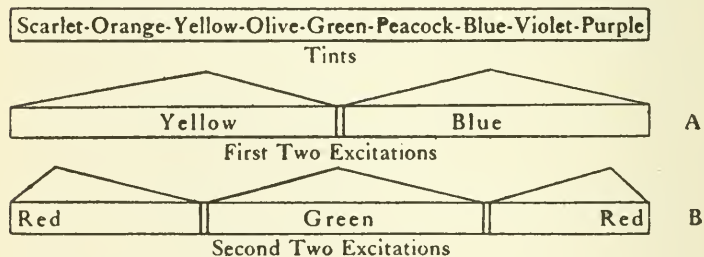 Scarlet-Orange-Yellow-Olive-Green-Peacock-Blue-Violet-Purple
Tints
Yellow Blue A
First Two Excitations
Red Green Red B
Second Two Excitations